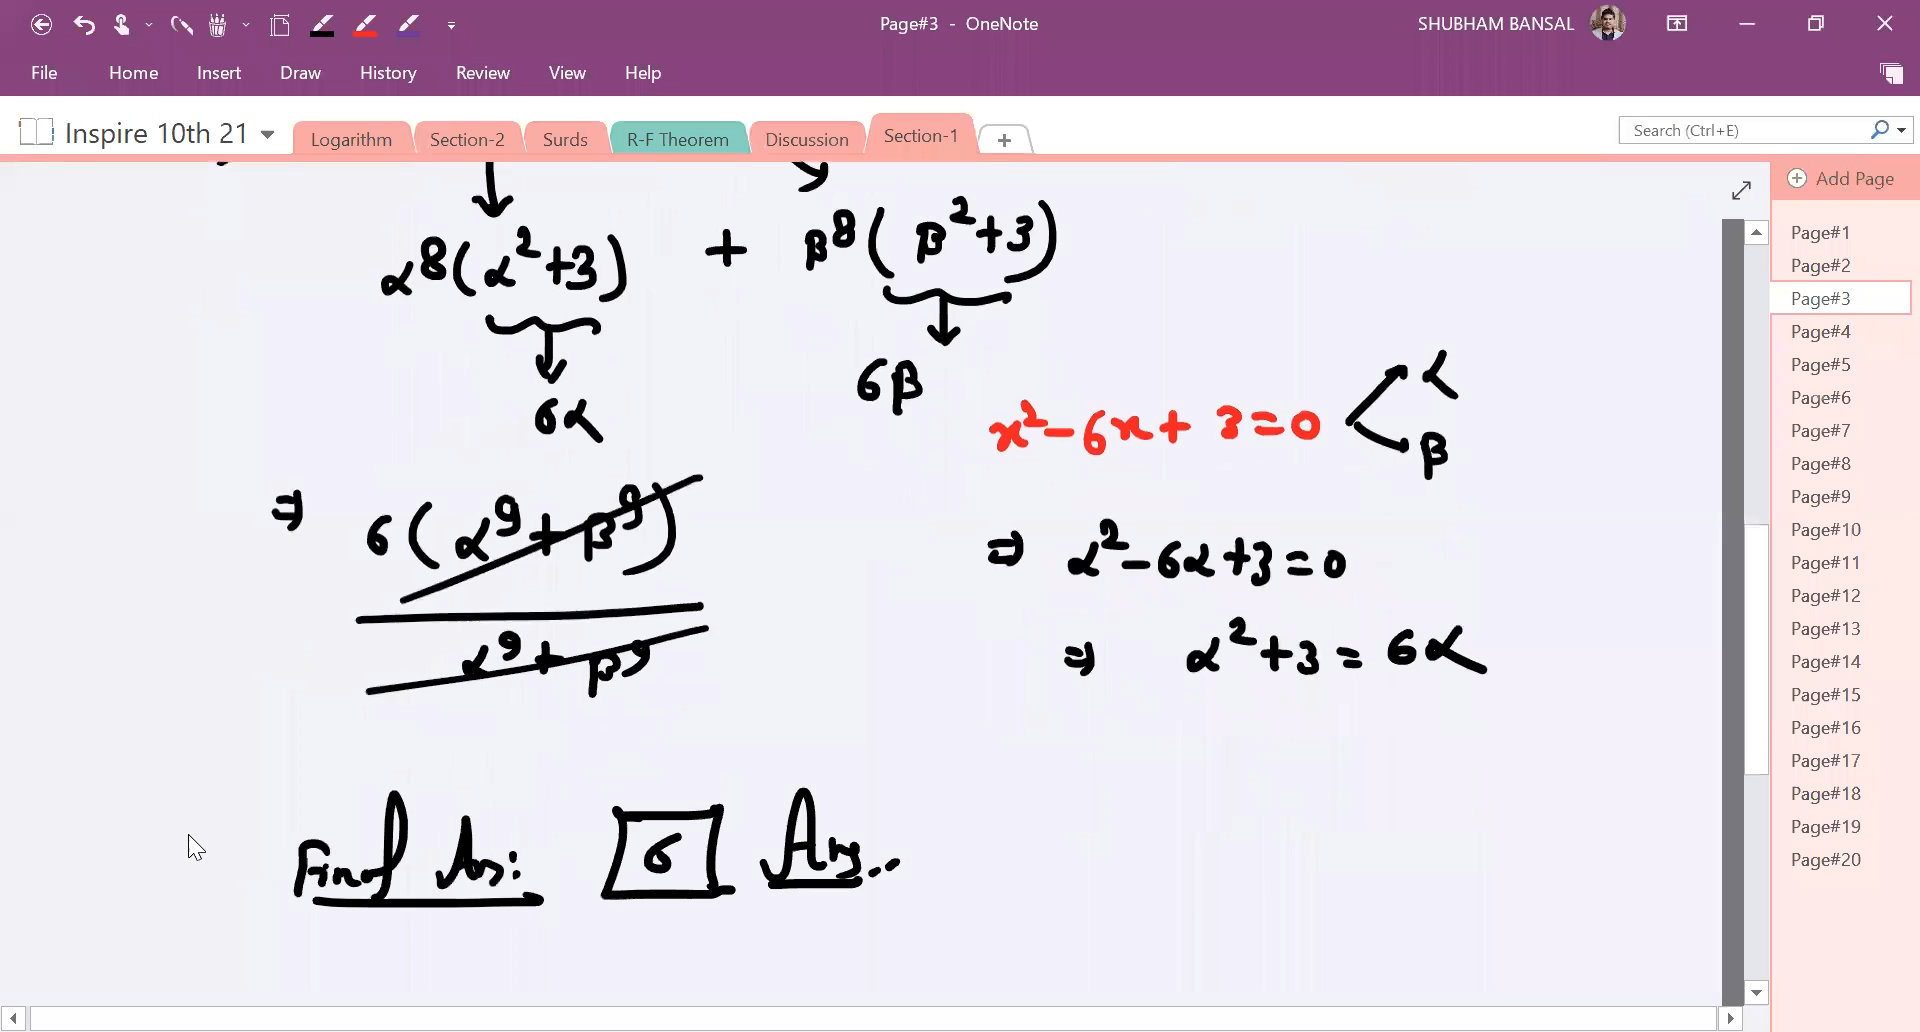 Page#3 - OneNote
SHUBHAM BANSAL
File Home Insert Draw History Review View Help
Inspire 10th 21
Logarithm Section-2 Surds R-F Theorem Discussion Section-1
Search (Ctrl+E)
Add Page
α⁸(α²+3) + β⁸(β²+3)
6α
6β
x²-6x+3=0
α
β
⇒ 6(α⁹+β⁹)
α⁹+β⁹
⇒ α²-6α+3=0
⇒ α²+3=6α
Final Ans: 6 Ans..
Page#1
Page#2
Page#3
Page#4
Page#5
Page#6
Page#7
Page#8
Page#9
Page#10
Page#11
Page#12
Page#13
Page#14
Page#15
Page#16
Page#17
Page#18
Page#19
Page#20